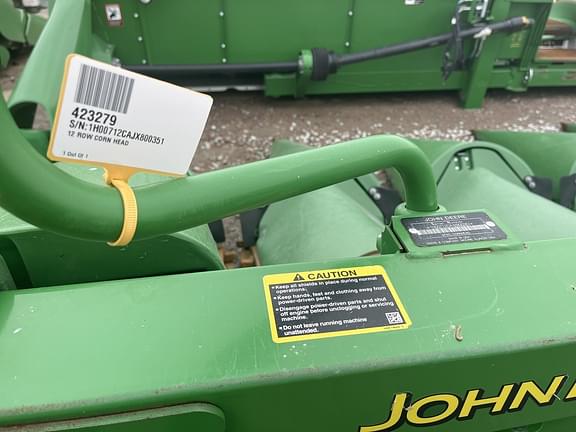 423279
S/N:1H00712CAJX800351
12 ROW CORN HEAD
1 Out Of 1
JOHN DEERE
CAUTION
• Keep all shields in place during normal
operations.
• Keep hands, feet and clothing away from
power-driven parts.
• Disengage power-driven parts and shut
off engine before unclogging or servicing
machine.
• Do not leave running machine
unattended.
JOHN